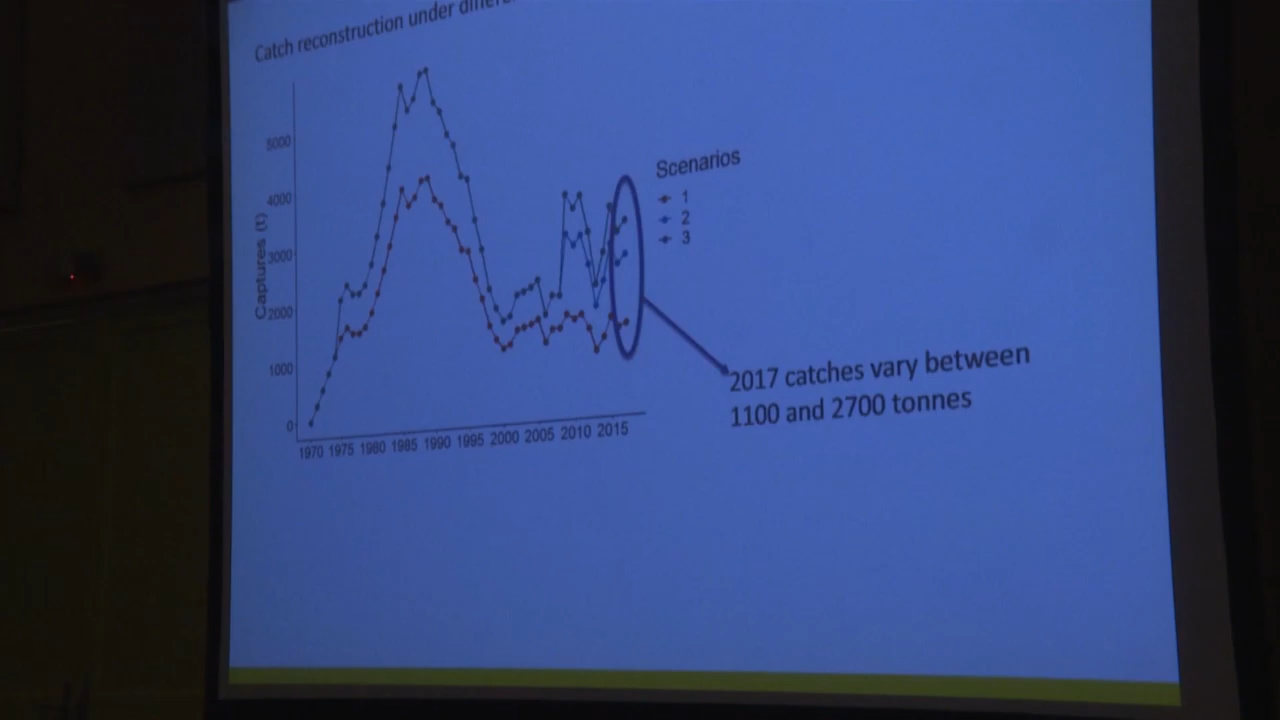 Catch reconstruction under
5000
4000
3000
2000
1000
0
Captures (t)
1970 1975 1980 1985 1990 1995 2000 2005 2010 2015
Scenarios
1
2
3
2017 catches vary between
1100 and 2700 tonnes